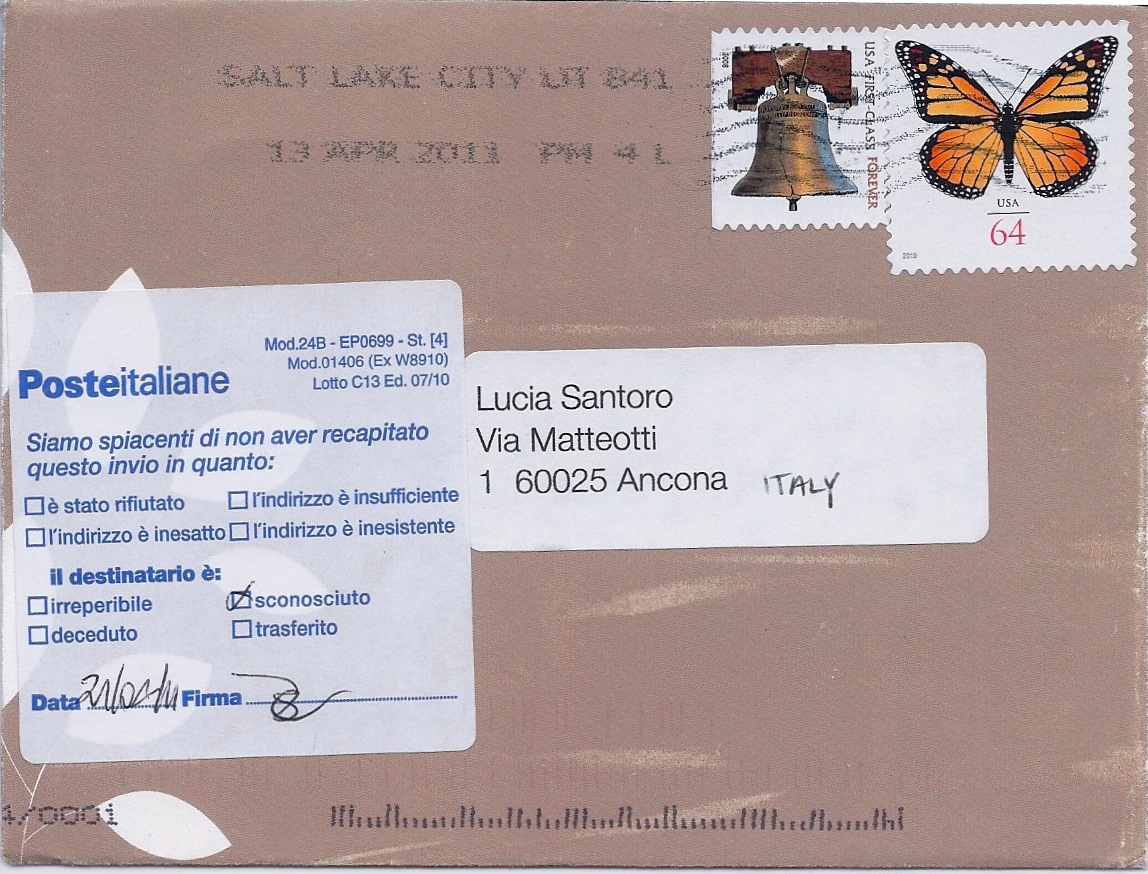 SALT LAKE CITY UT 841
13 APR 2011 PM 4 L
2008
USA FIRST-CLASS FOREVER
USA
64
2010
Mod.24B - EP0699 - St. [4]
Mod.01406 (Ex W8910)
Lotto C13 Ed. 07/10
Posteitaliane
Siamo spiacenti di non aver recapitato
questo invio in quanto:
è stato rifiutato l'indirizzo è insufficiente
l'indirizzo è inesatto l'indirizzo è inesistente
il destinatario è:
irreperibile sconosciuto
deceduto trasferito
Data Firma
Lucia Santoro
Via Matteotti
1 60025 Ancona ITALY
4/0001